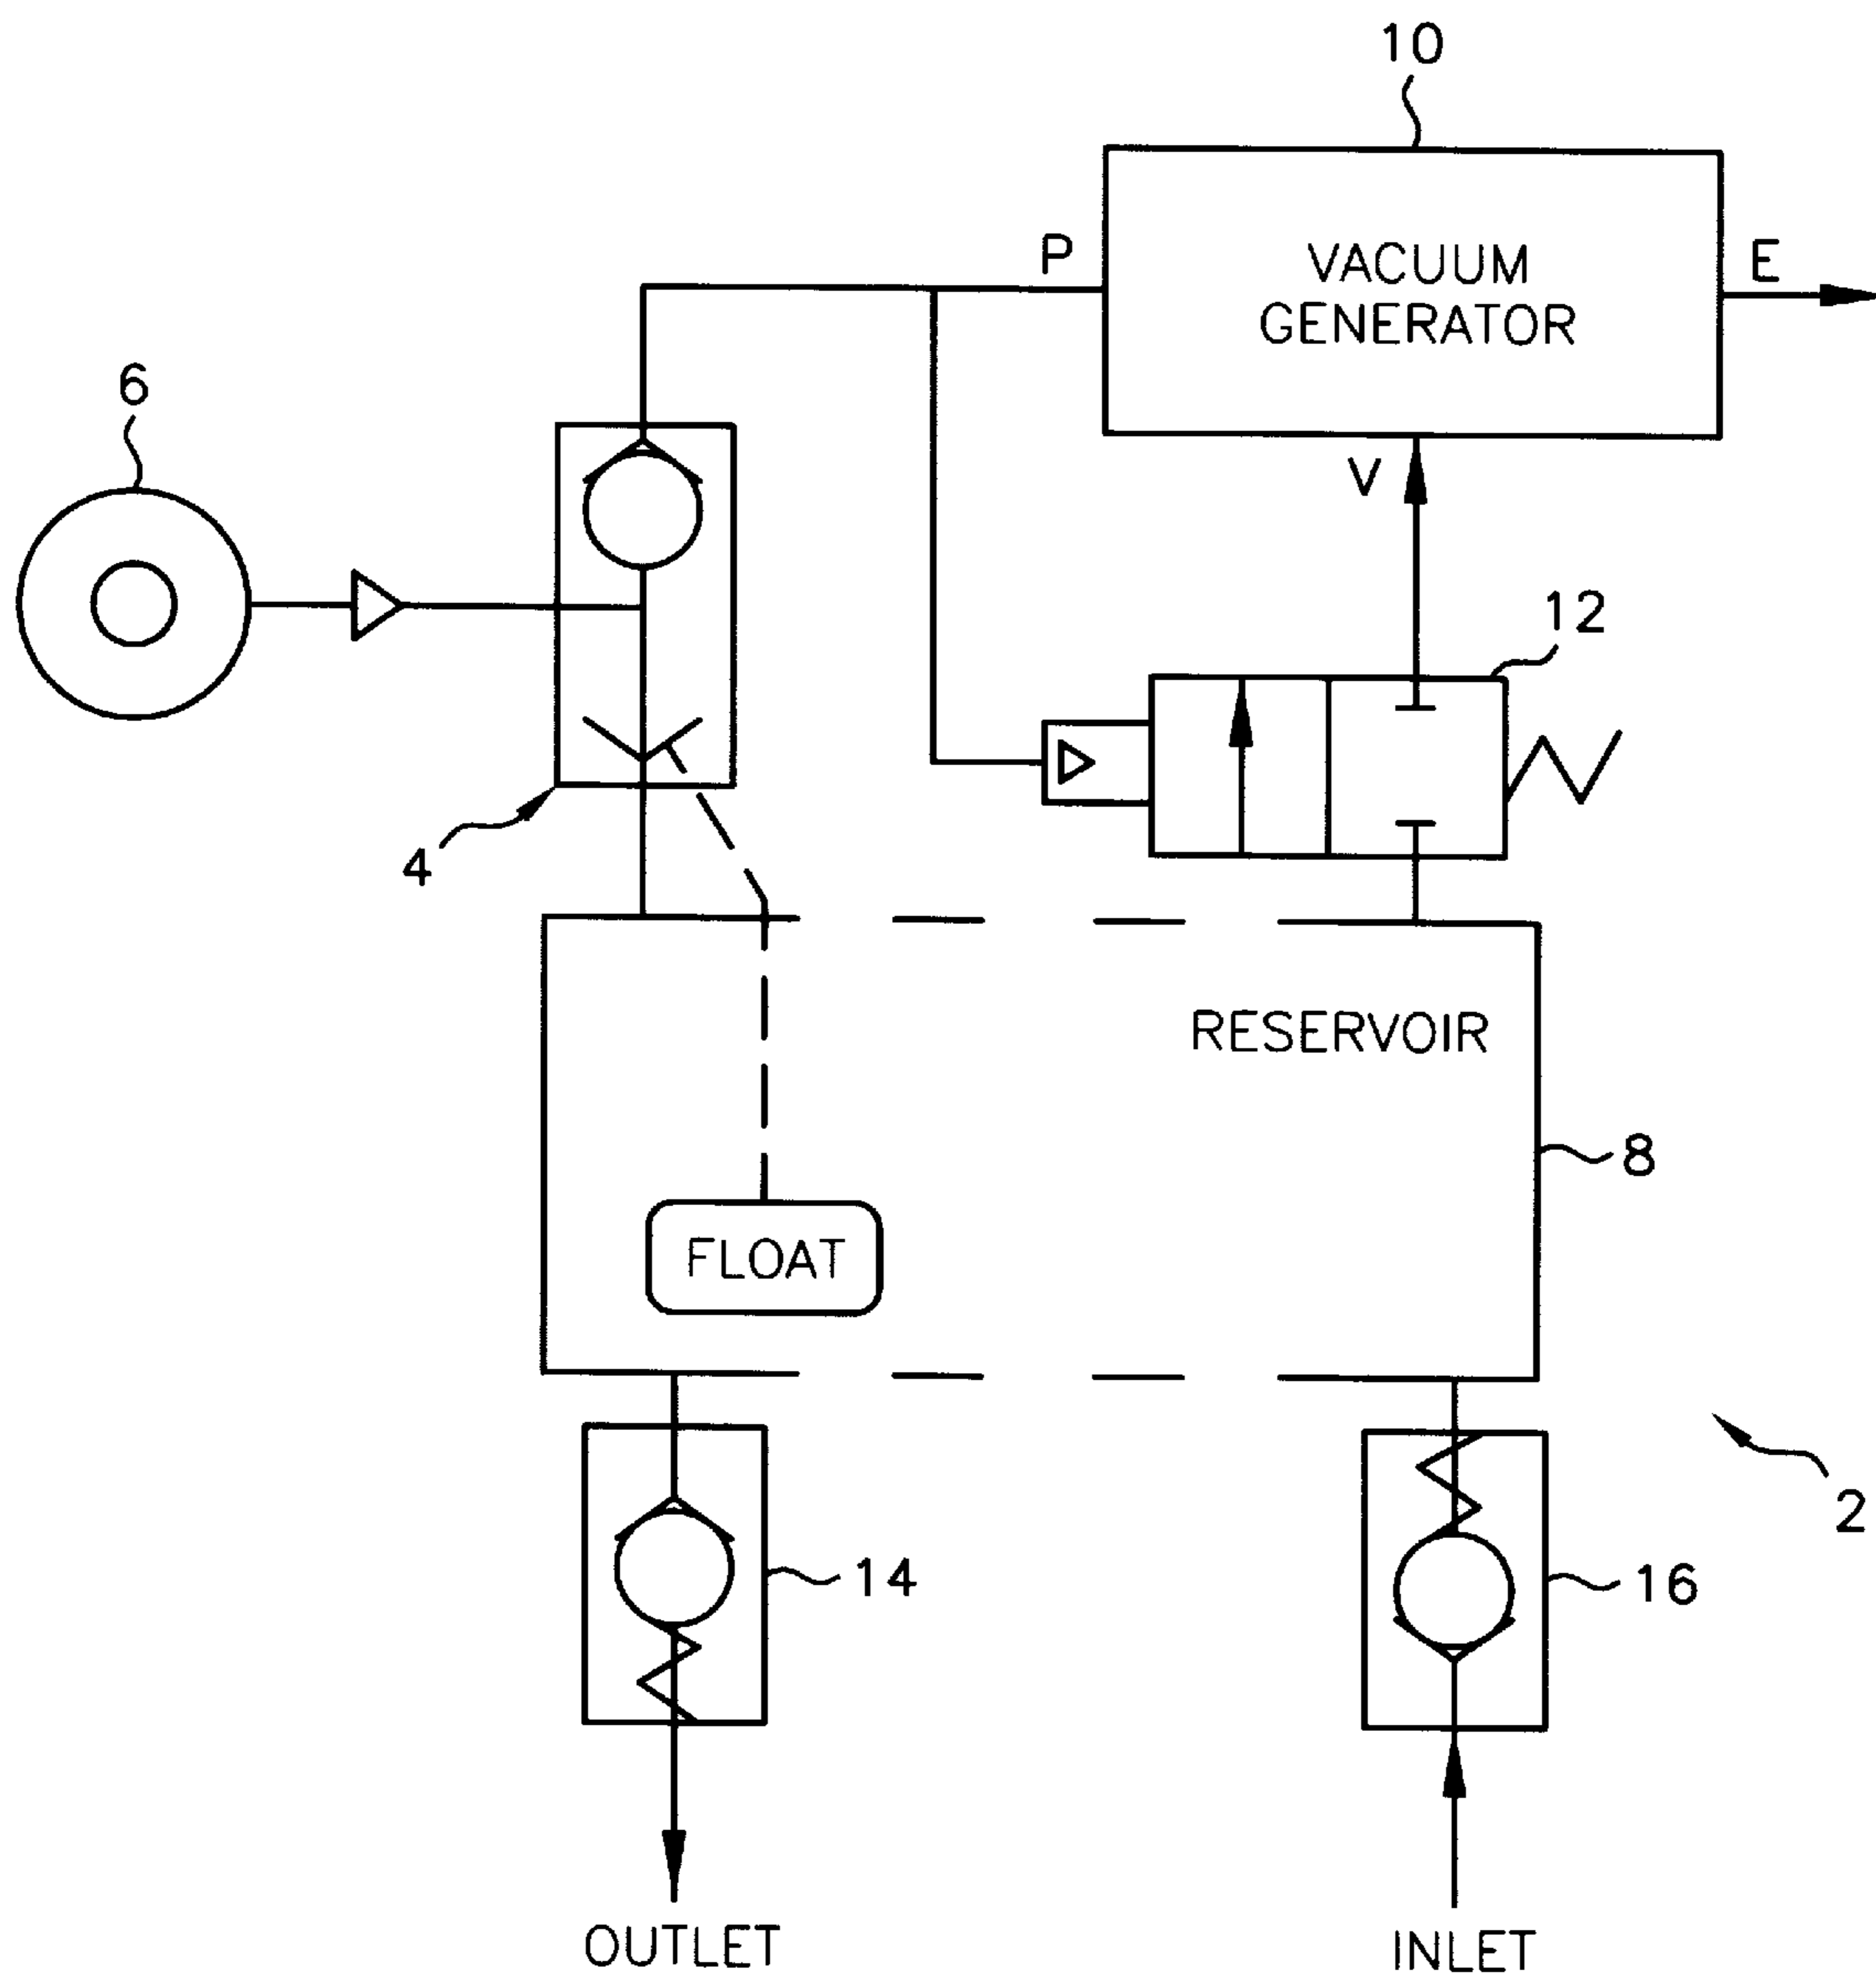 10
P
VACUUM
GENERATOR
E
6
V
12
4
RESERVOIR
8
FLOAT
2
14
16
OUTLET
INLET